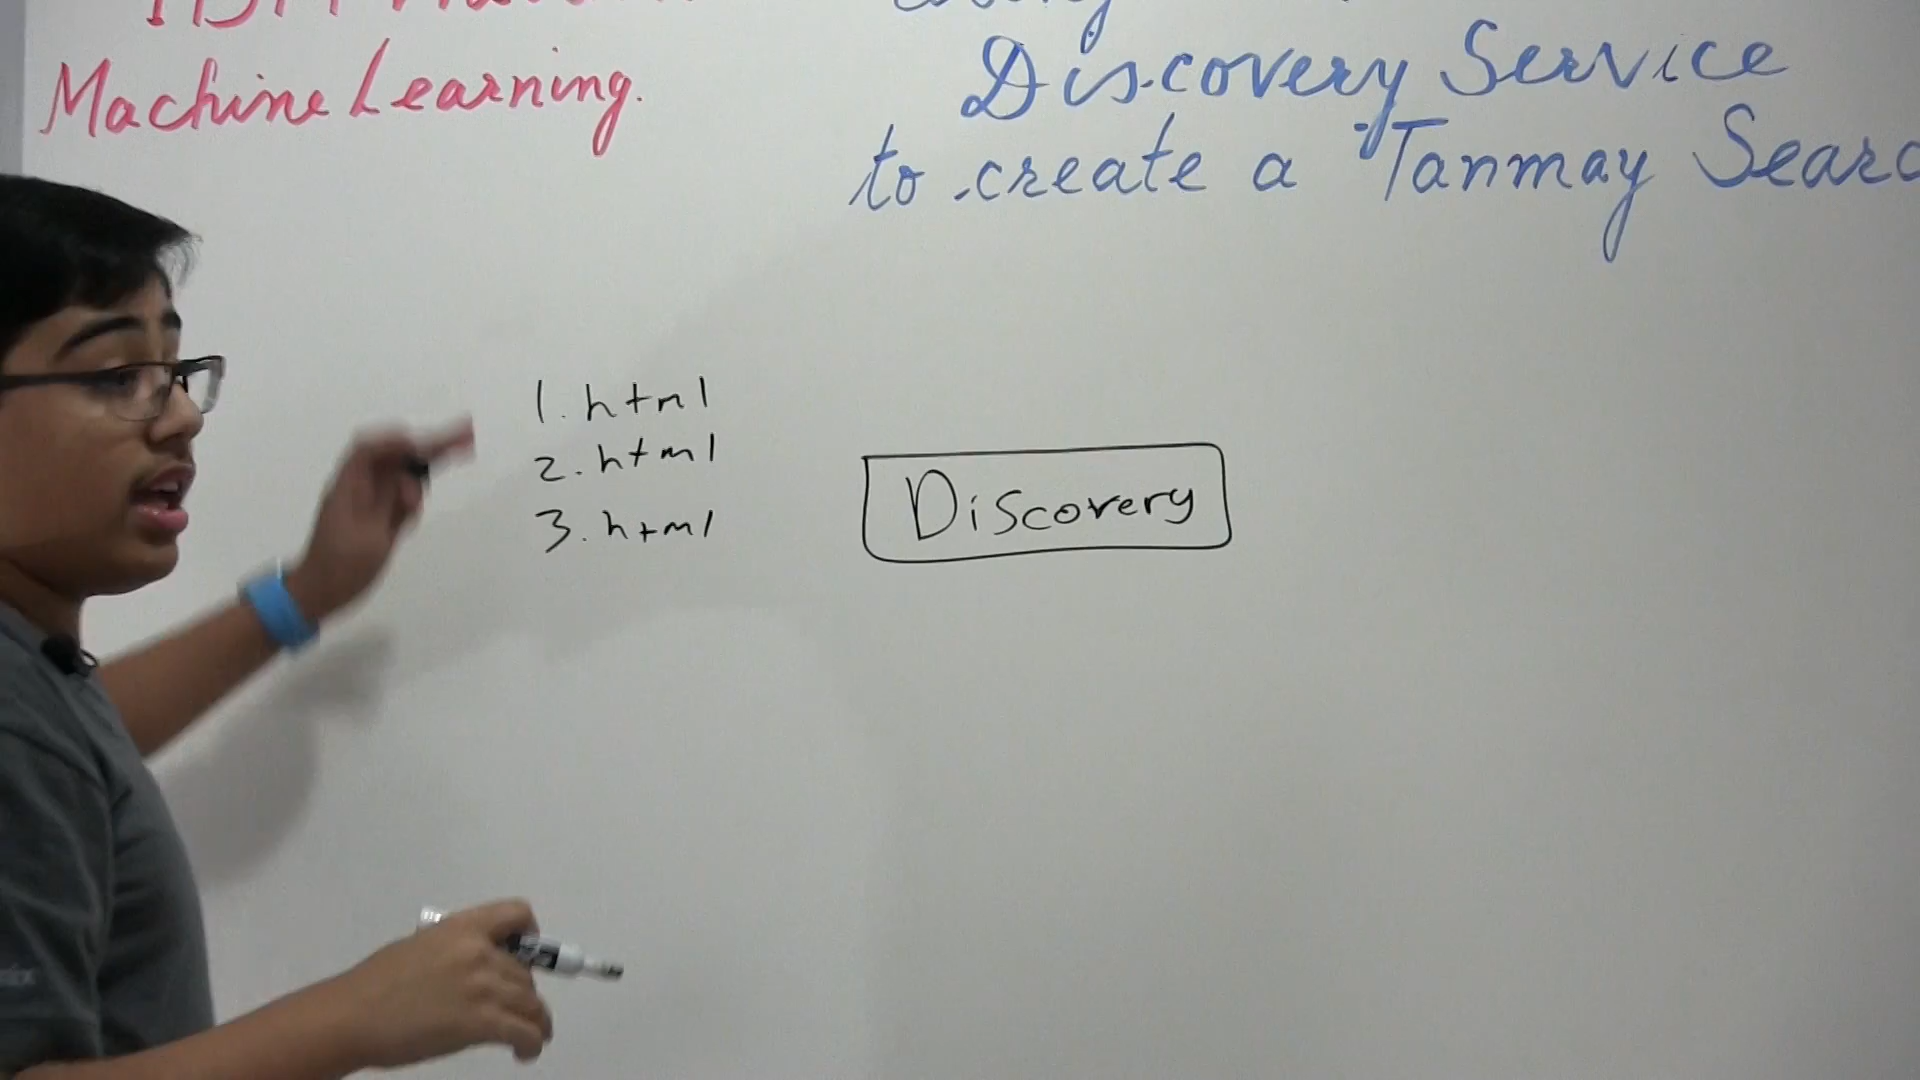 Machine Learning.
Discovery Service
to create a "Tanmay Searc
1. html
2. html
3. html
Discovery